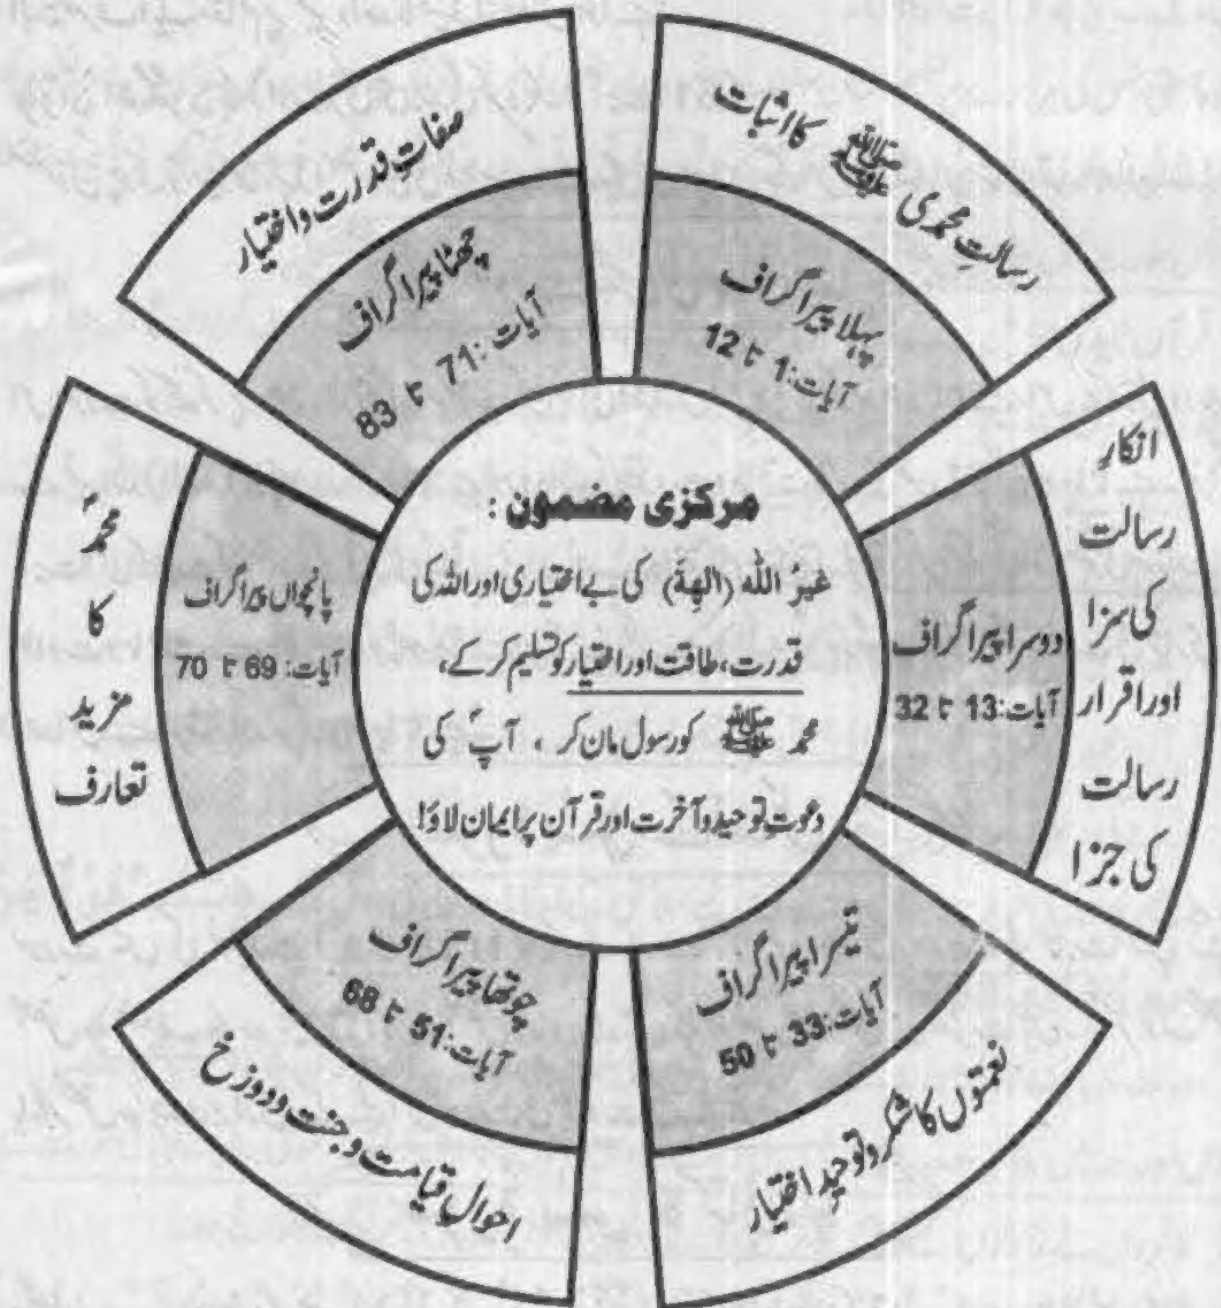 رسالتِ محمدی ﷺ کا اثبات
پہلا پیراگراف
آیات: 1 تا 12
انکارِ
رسالت
کی سزا
اور اقرار
رسالت
کی جزا
دوسرا پیراگراف
آیات: 13 تا 32
نعمتوں کا شکر و توحیدِ اختیار
تیسرا پیراگراف
آیات: 33 تا 50
احوالِ قیامت و جنت و دوزخ
چوتھا پیراگراف
آیات: 51 تا 68
محمدؐ
کا
مزید
تعارف
پانچواں پیراگراف
آیات: 69 تا 70
صفاتِ قدرت و اختیار
چھٹا پیراگراف
آیات: 71 تا 83
مرکزی مضمون :
غیرُ اللہ (الٰھۃ) کی بے اختیاری اور اللہ کی
قدرت، طاقت اور اختیار کو تسلیم کر کے،
محمد ﷺ کو رسول مان کر ، آپؐ کی
دعوتِ توحید و آخرت اور قرآن پر ایمان لاؤ!